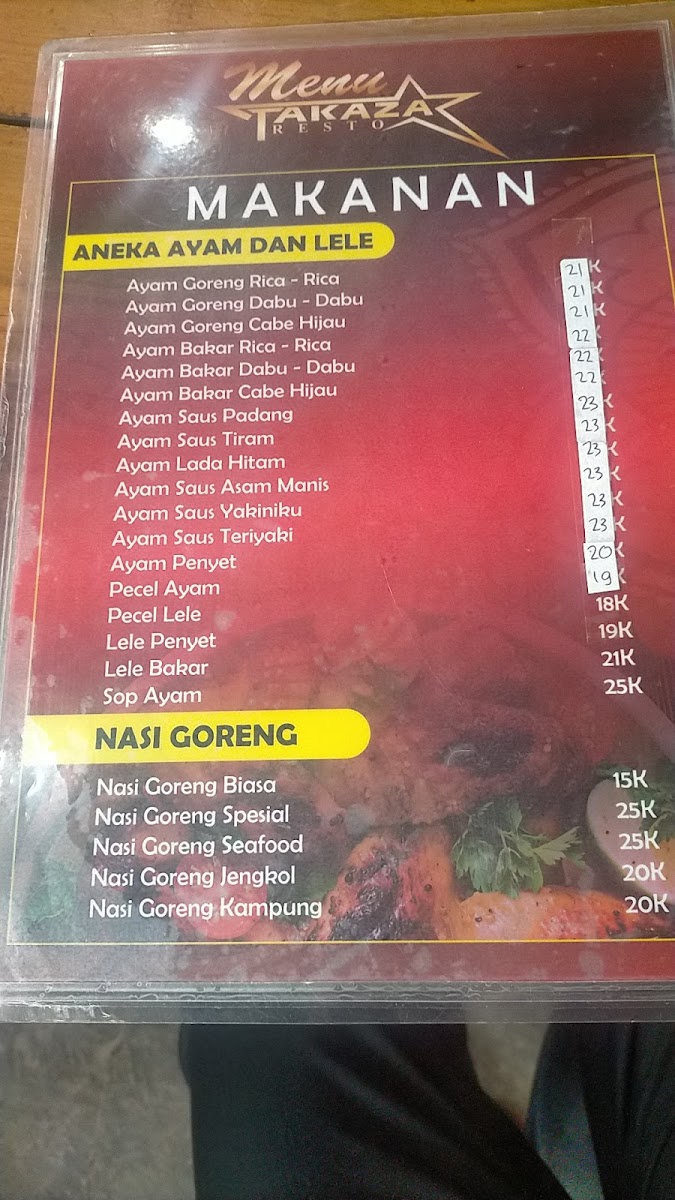 Menu
TAKAZA
RESTO
MAKANAN
ANEKA AYAM DAN LELE
Ayam Goreng Rica - Rica 21K
Ayam Goreng Dabu - Dabu 21K
Ayam Goreng Cabe Hijau 21K
Ayam Bakar Rica - Rica 22K
Ayam Bakar Dabu - Dabu 22K
Ayam Bakar Cabe Hijau 22K
Ayam Saus Padang 23K
Ayam Saus Tiram 23K
Ayam Lada Hitam 23K
Ayam Saus Asam Manis 23K
Ayam Saus Yakiniku 23K
Ayam Saus Teriyaki 23K
Ayam Penyet 20K
Pecel Ayam 19K
Pecel Lele 18K
Lele Penyet 19K
Lele Bakar 21K
Sop Ayam 25K
NASI GORENG
Nasi Goreng Biasa 15K
Nasi Goreng Spesial 25K
Nasi Goreng Seafood 25K
Nasi Goreng Jengkol 20K
Nasi Goreng Kampung 20K